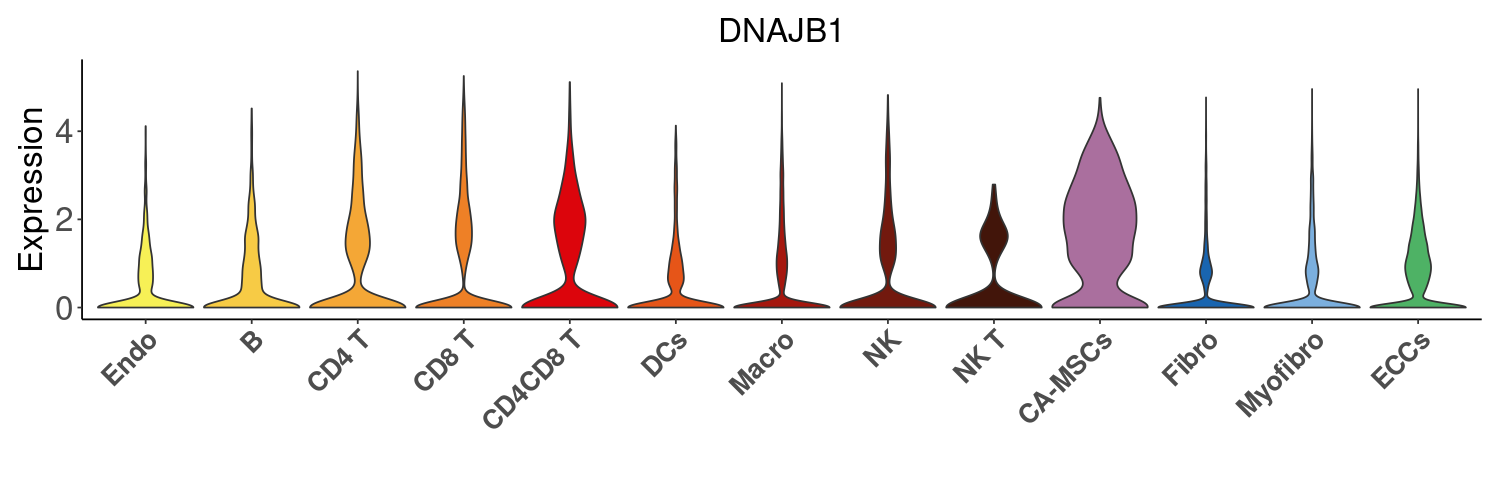 DNAJB1
Expression
4
2
0
Endo
B
CD4 T
CD8 T
CD4CD8 T
DCs
Macro
NK
NK T
CA-MSCs
Fibro
Myofibro
ECCs